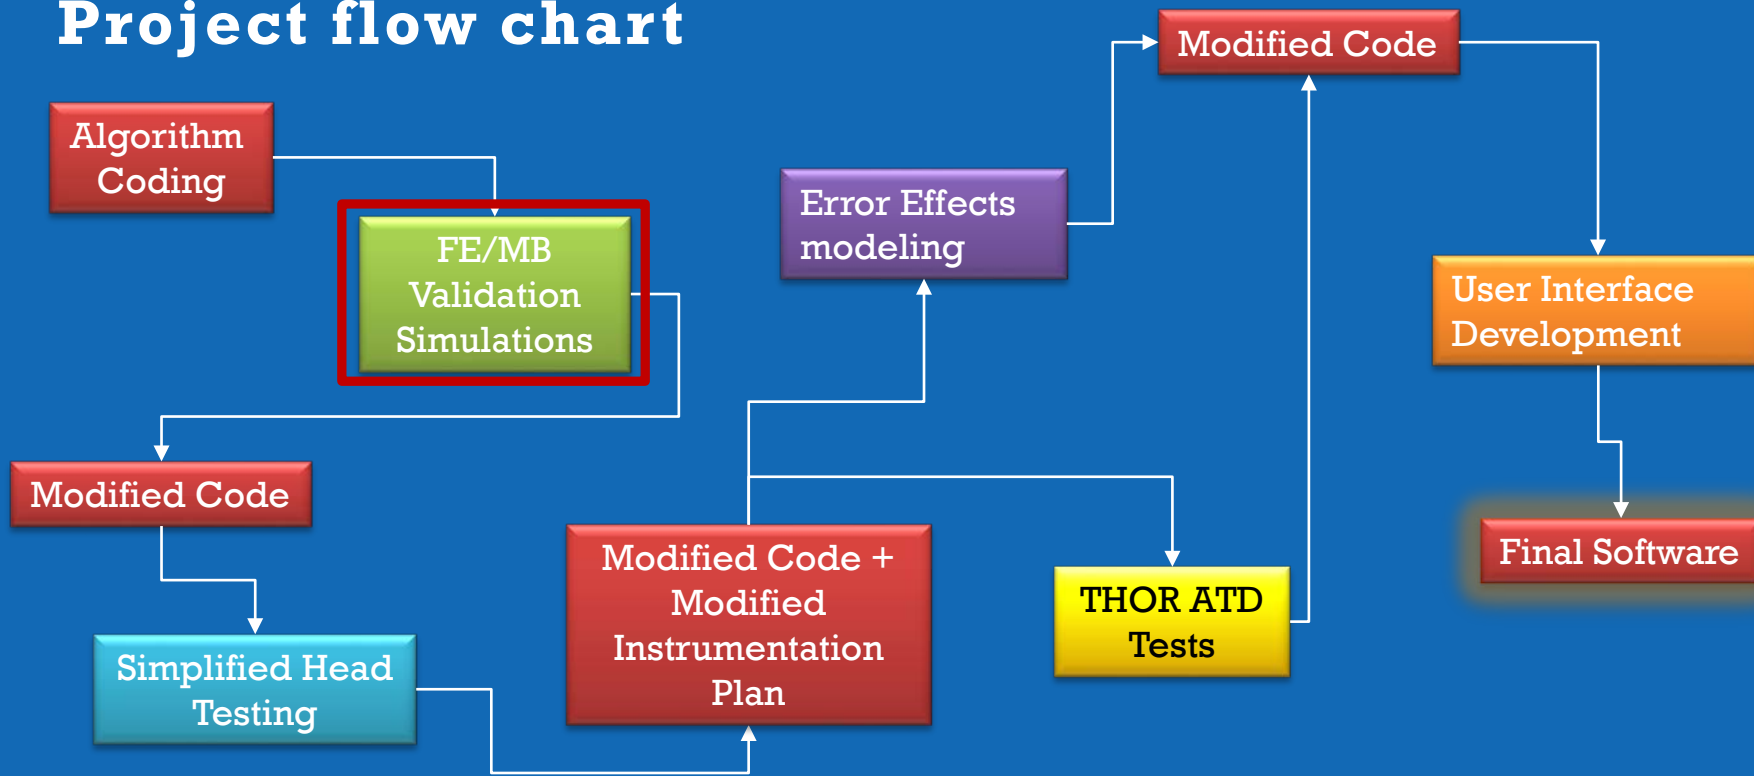 Project flow chart
Algorithm
Coding
FE/MB
Validation
Simulations
Modified Code
Simplified Head
Testing
Modified Code +
Modified
Instrumentation
Plan
Error Effects
modeling
THOR ATD
Tests
Modified Code
User Interface
Development
Final Software